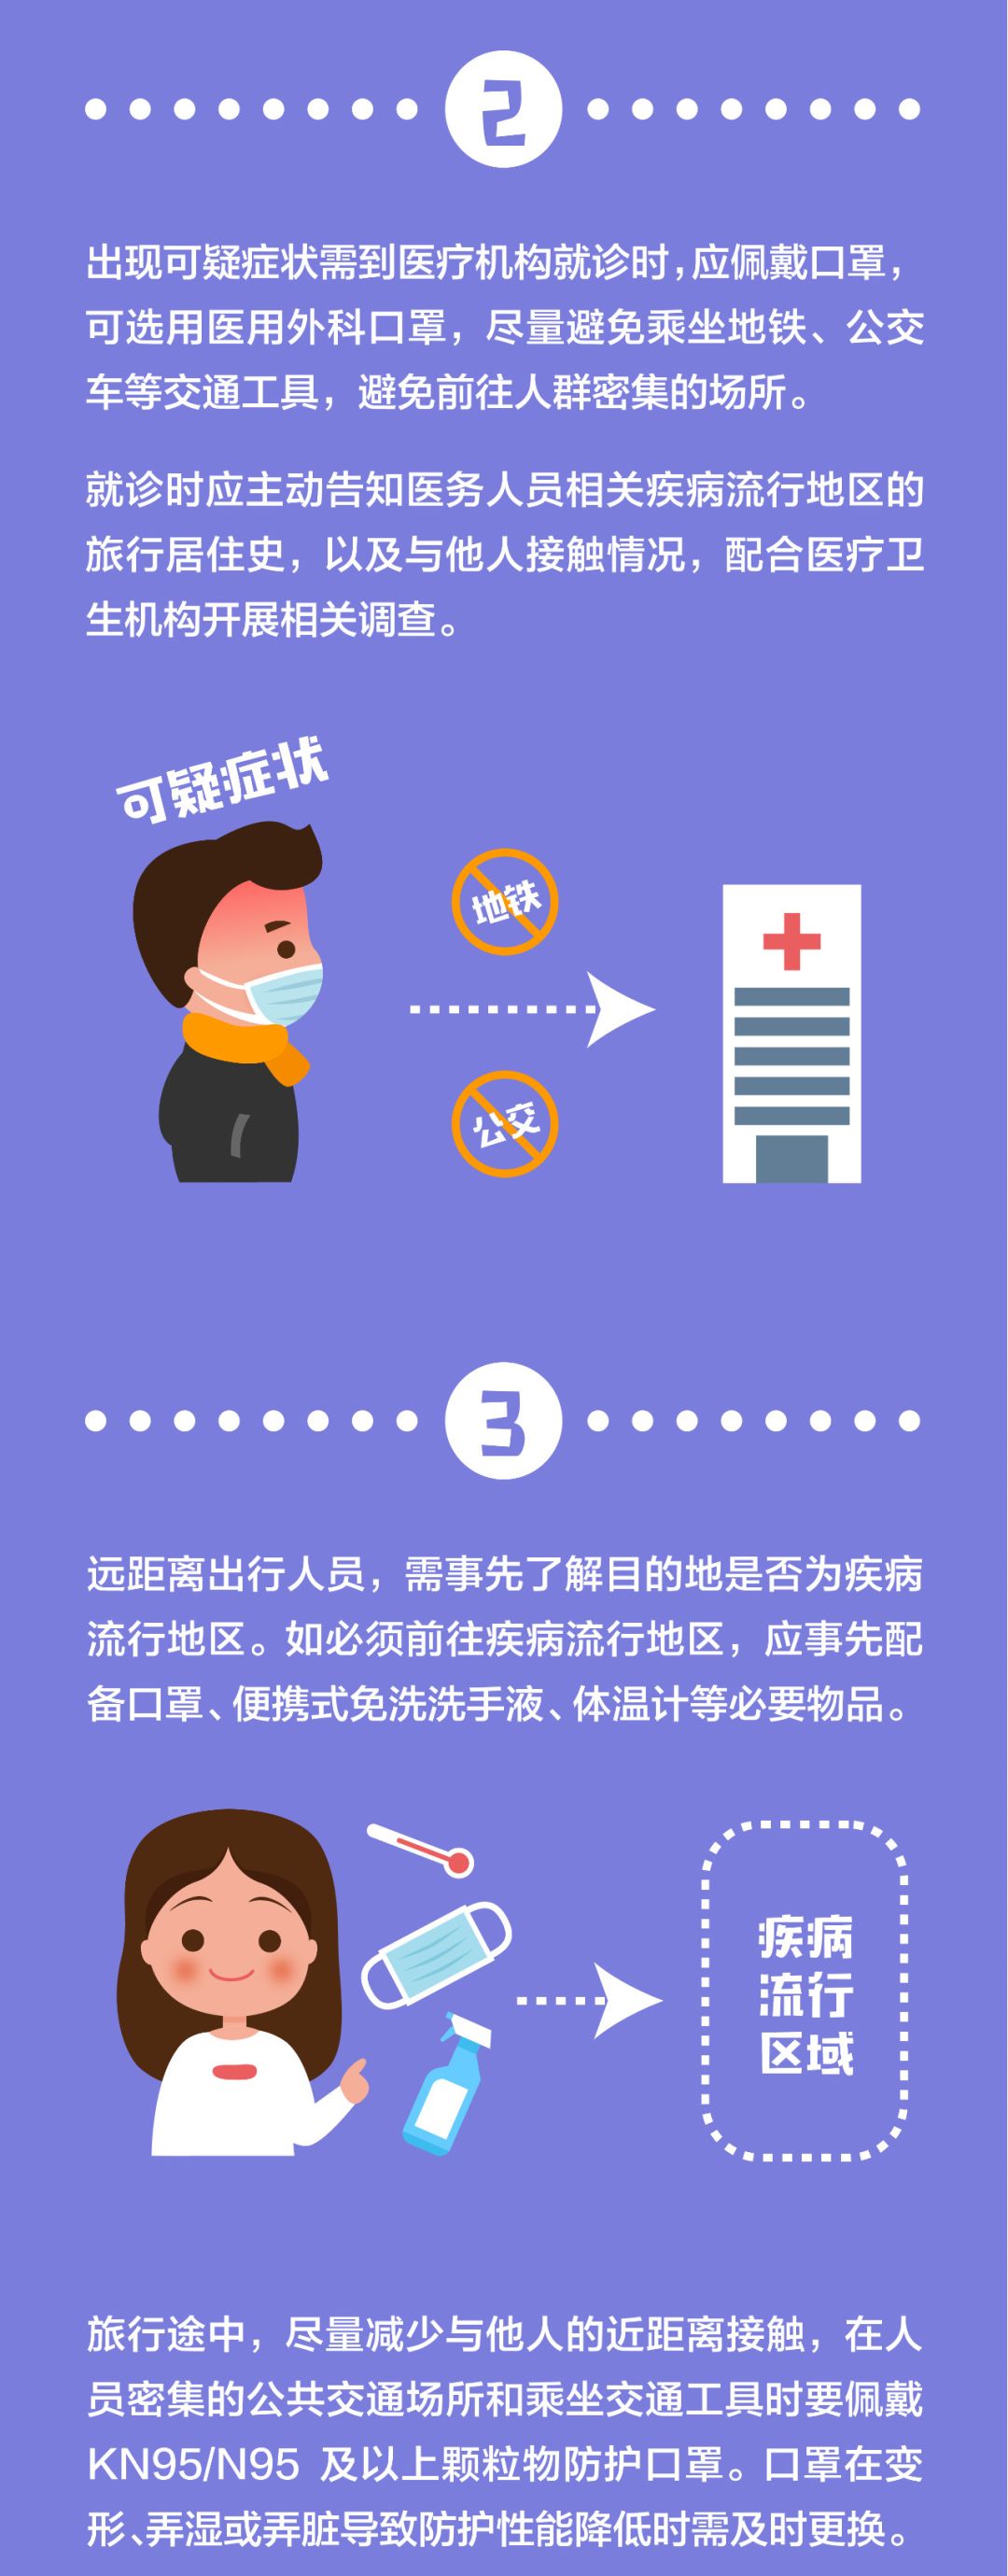 2
出现可疑症状需到医疗机构就诊时,应佩戴口罩，
可选用医用外科口罩，尽量避免乘坐地铁、公交
车等交通工具，避免前往人群密集的场所。
就诊时应主动告知医务人员相关疾病流行地区的
旅行居住史，以及与他人接触情况，配合医疗卫
生机构开展相关调查。
可疑症状
地铁
公交
3
远距离出行人员，需事先了解目的地是否为疾病
流行地区。如必须前往疾病流行地区，应事先配
备口罩、便携式免洗洗手液、体温计等必要物品。
疾病
流行
区域
旅行途中，尽量减少与他人的近距离接触，在人
员密集的公共交通场所和乘坐交通工具时要佩戴
KN95/N95 及以上颗粒物防护口罩。口罩在变
形、弄湿或弄脏导致防护性能降低时需及时更换。